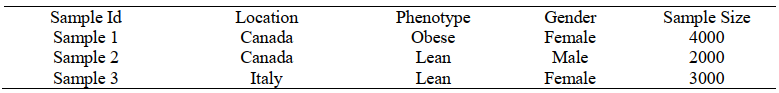 Sample Id Location Phenotype Gender Sample Size
Sample 1 Canada Obese Female 4000
Sample 2 Canada Lean Male 2000
Sample 3 Italy Lean Female 3000